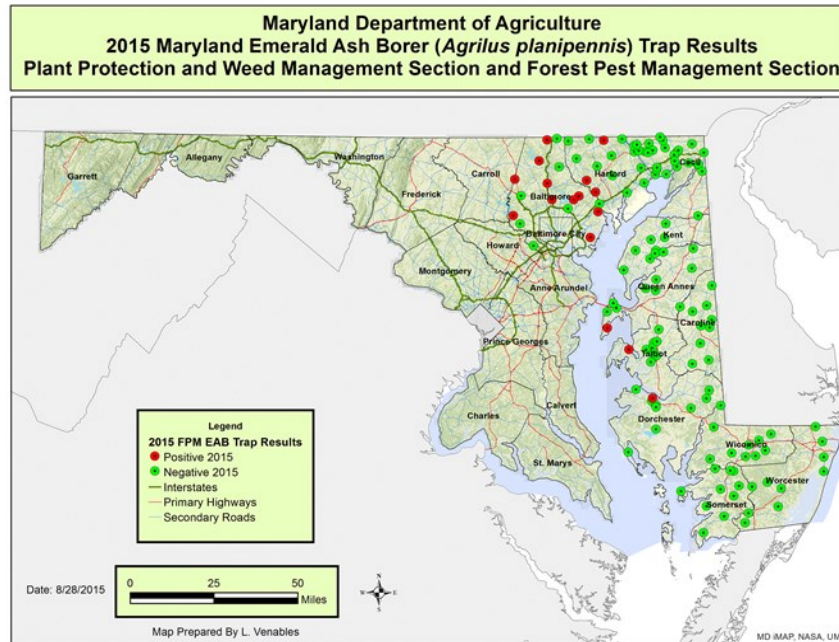 Maryland Department of Agriculture
2015 Maryland Emerald Ash Borer (Agrilus planipennis) Trap Results
Plant Protection and Weed Management Section and Forest Pest Management Section
Garrett
Allegany
Washington
Frederick
Carroll
Baltimore
Harford
Cecil
Baltimore City
Howard
Kent
Montgomery
Anne Arundel
Queen Annes
Caroline
Prince Georges
Talbot
Charles
Calvert
Dorchester
St. Marys
Wicomico
Worcester
Somerset
Legend
2015 FPM EAB Trap Results
Positive 2015
Negative 2015
Interstates
Primary Highways
Secondary Roads
Date: 8/28/2015
0 25 50
Miles
N
W E
S
Map Prepared By L. Venables
MD iMAP, NASA, U